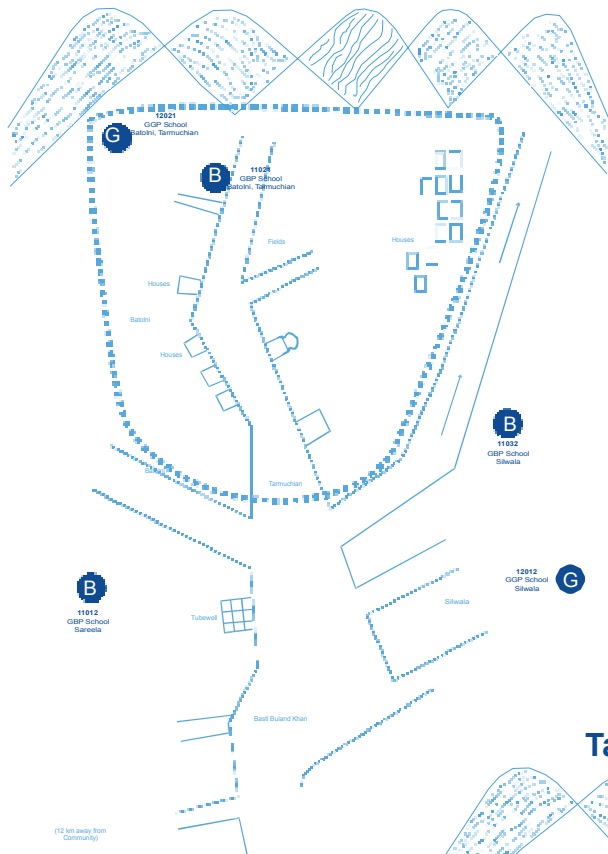 12021
GGP School
Batolni, Tarmuchian
G
B
11021
GBP School
Batolni, Tarmuchian
Fields
Houses
Houses
Batolni
Houses
B
11032
GBP School
Silwala
Tarmuchian
12012
GGP School
Silwala
G
B
11012
GBP School
Sareela
Tubewell
Silwala
Basti Buland Khan
Ta
(12 km away from
Community)